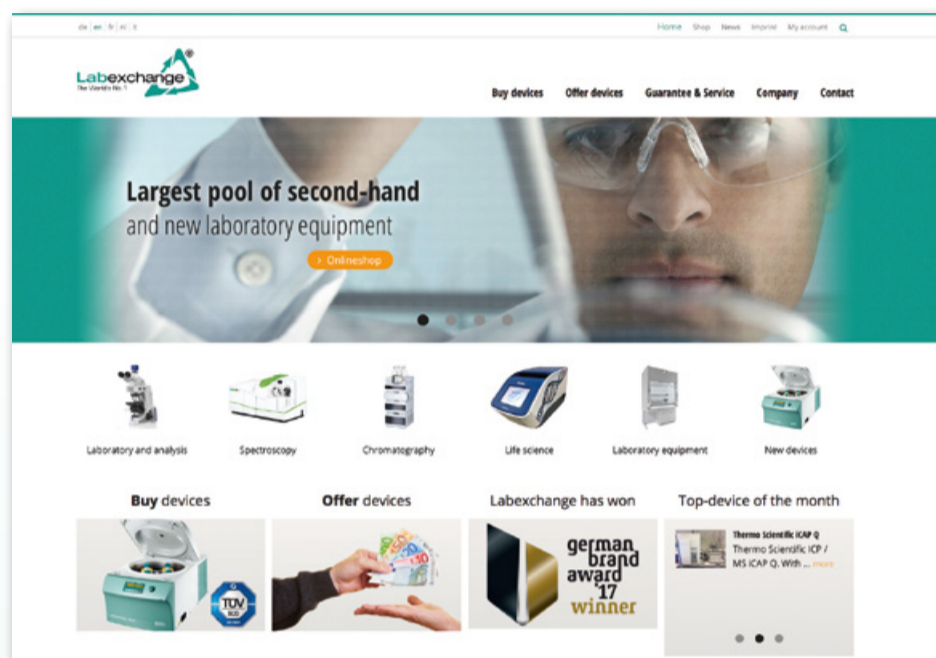 de | en | fr | nl | it
Home Shop News Imprint My account
Labexchange®
The World's No. 1
Buy devices Offer devices Guarantee & Service Company Contact
Largest pool of second-hand
and new laboratory equipment
› Onlineshop
Laboratory and analysis Spectroscopy Chromatography Life science Laboratory equipment New devices
Buy devices Offer devices Labexchange has won Top-device of the month
TÜV
SÜD
german
brand
award
'17
winner
Thermo Scientific iCAP Q
Thermo Scientific ICP /
MS iCAP Q. With ... more